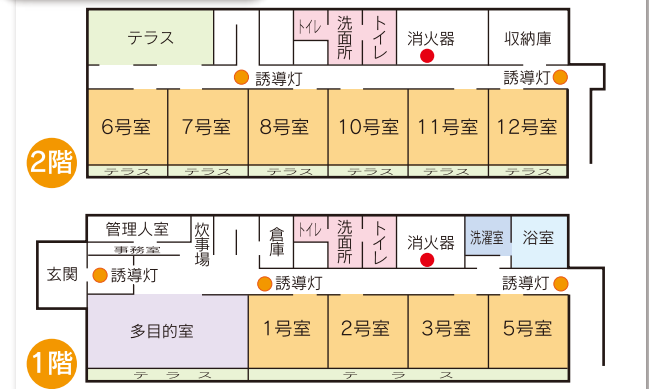 テラス
トイレ
洗面所
トイレ
消火器
収納庫
誘導灯
誘導灯
6号室
7号室
8号室
10号室
11号室
12号室
2階
テラス
テラス
テラス
テラス
テラス
テラス
管理人室
炊事場
倉庫
トイレ
洗面所
トイレ
消火器
洗濯室
浴室
事務室
玄関
誘導灯
誘導灯
誘導灯
多目的室
1号室
2号室
3号室
5号室
1階
テラス
テラス